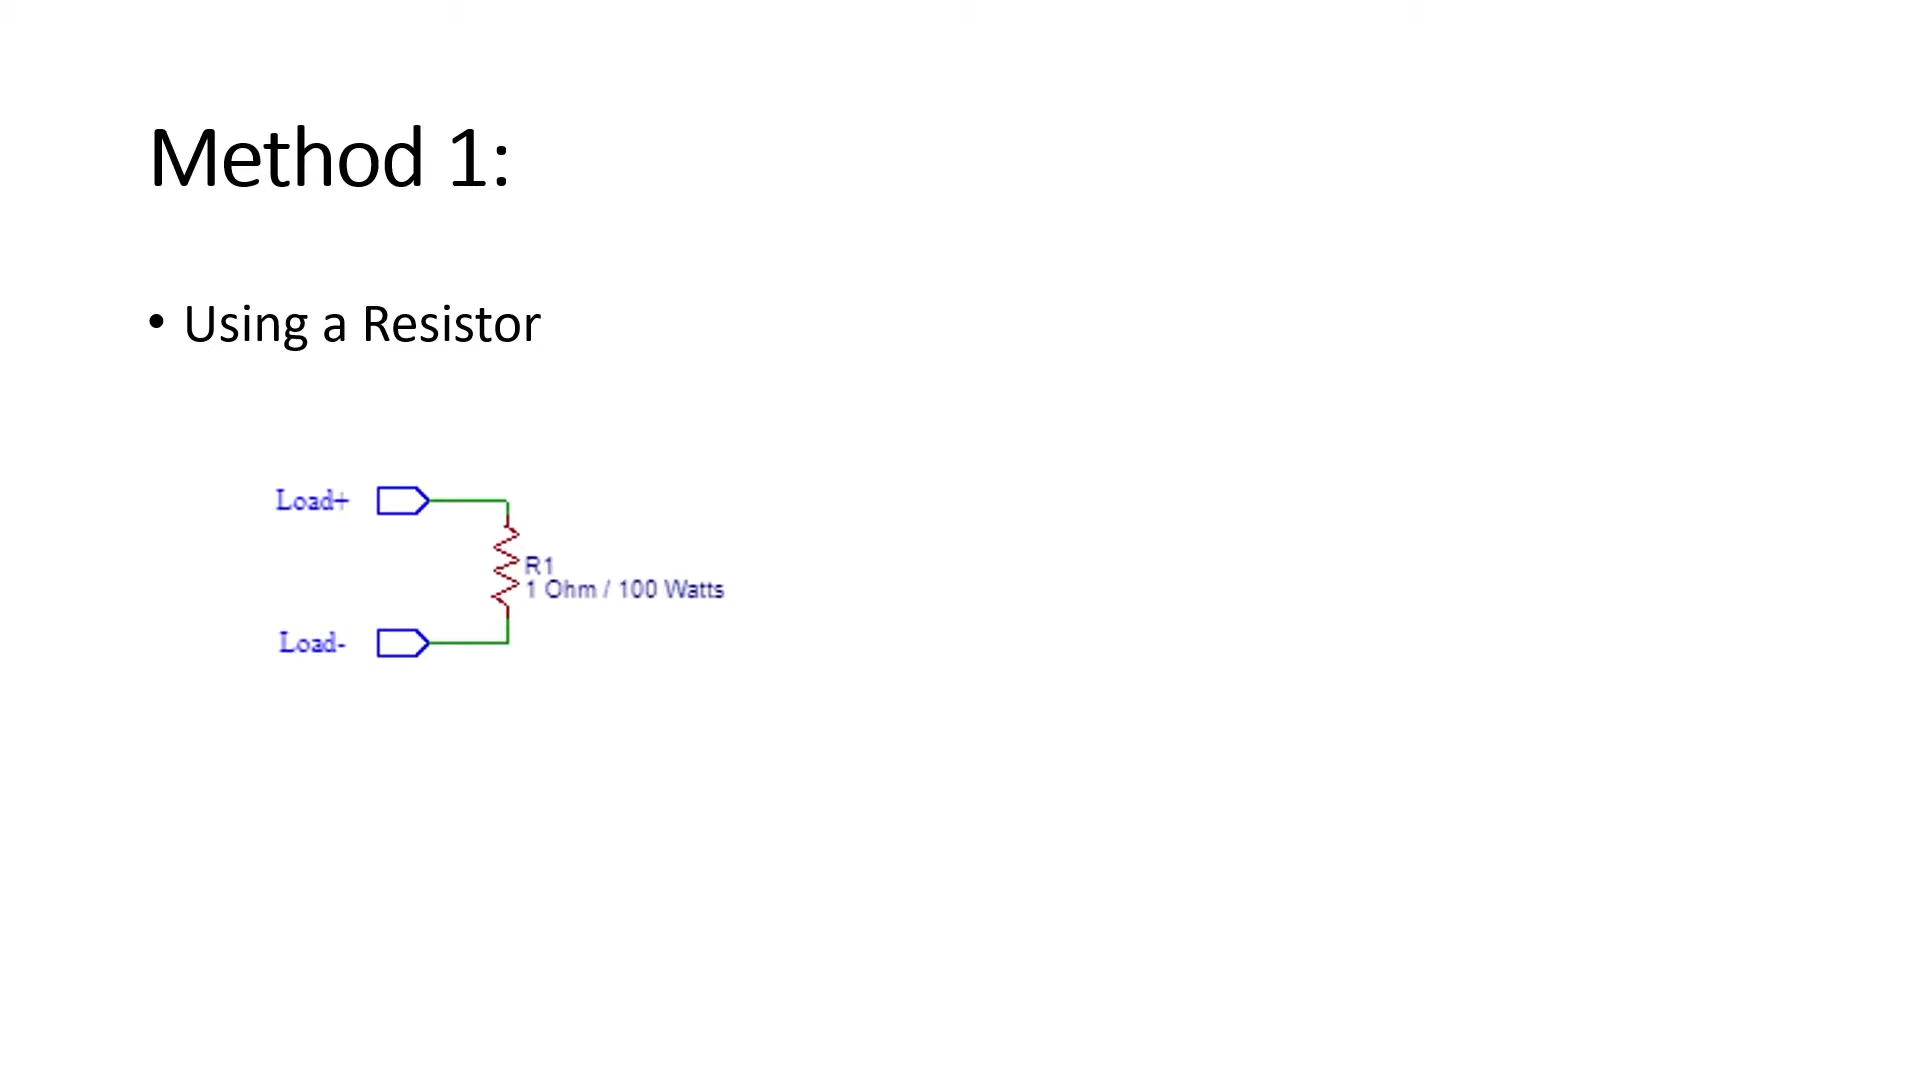 Method 1:
• Using a Resistor
Load+
R1
1 Ohm / 100 Watts
Load-